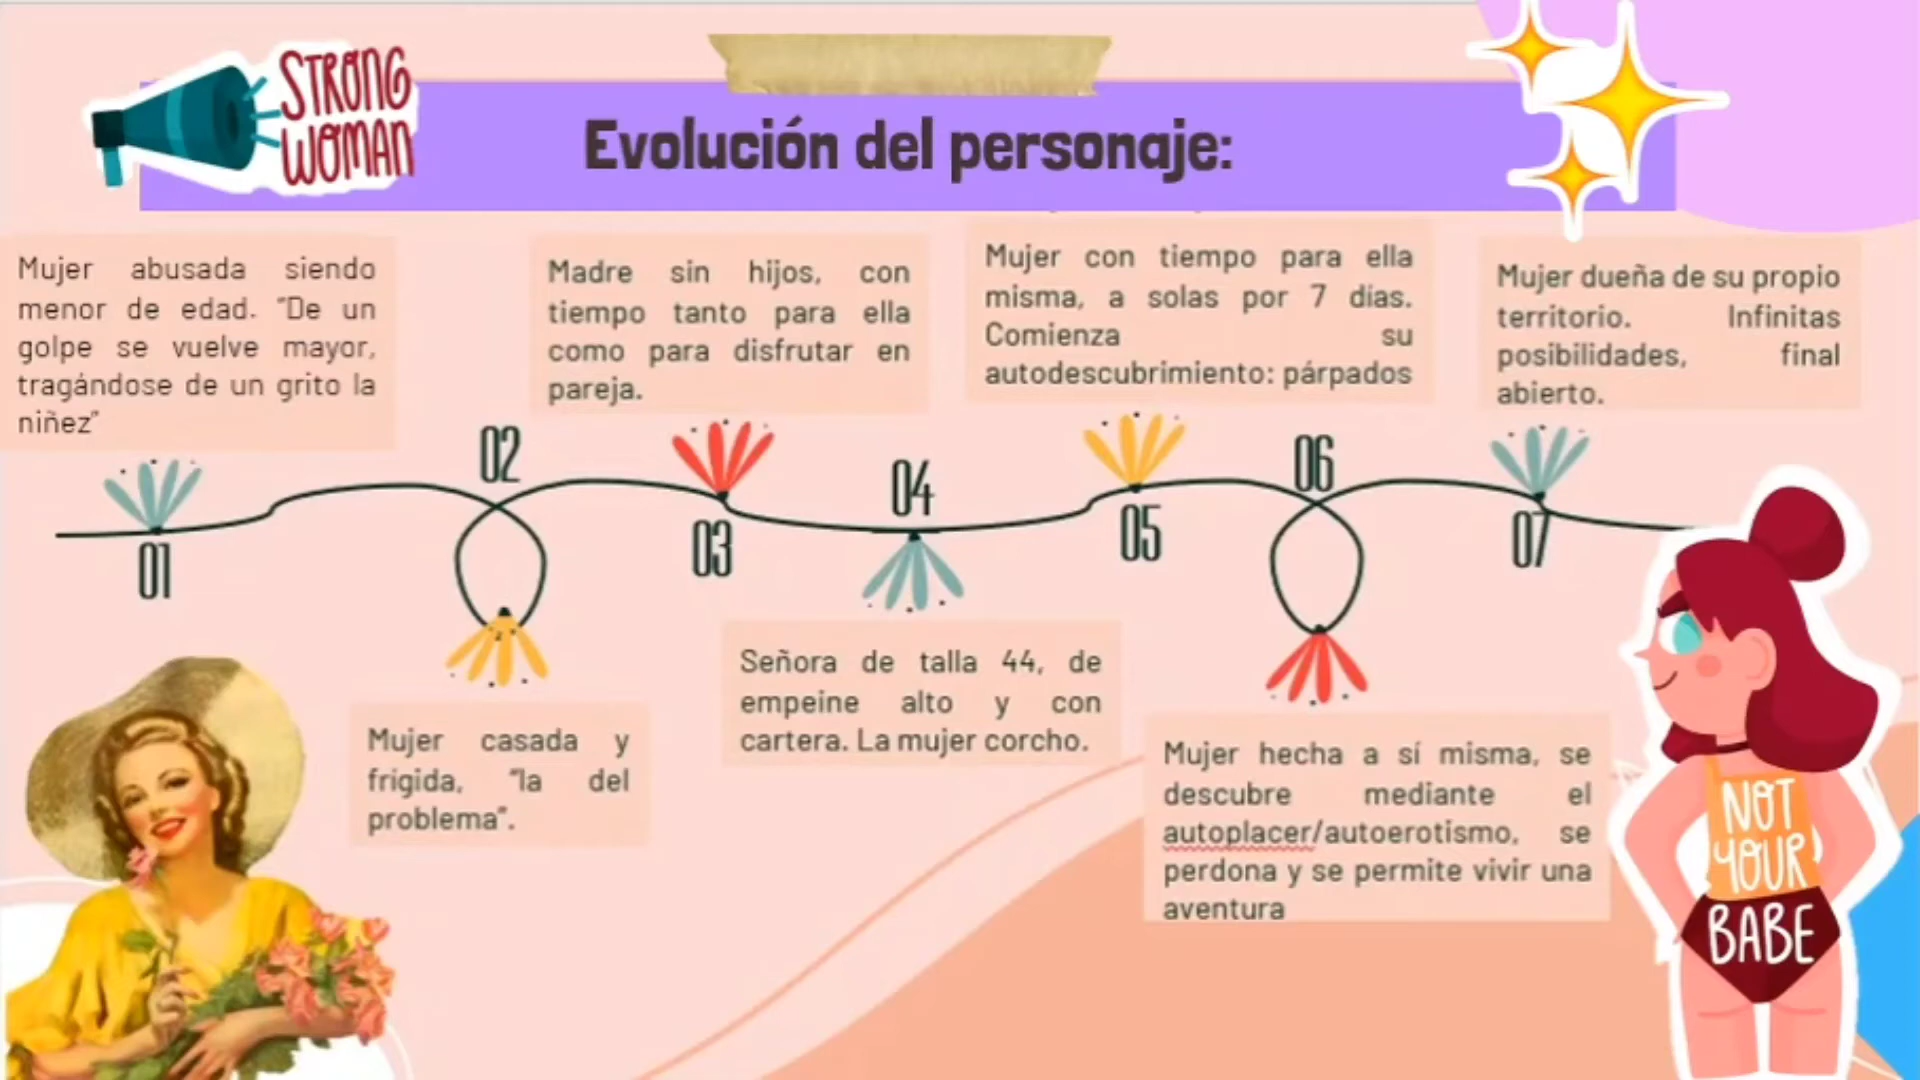 STRONG
WOMAN
Evolución del personaje:
Mujer abusada siendo
menor de edad. “De un
golpe se vuelve mayor,
tragándose de un grito la
niñez”
01
02
Mujer casada y
frígida, “la del
problema”.
Madre sin hijos, con
tiempo tanto para ella
como para disfrutar en
pareja.
03
04
Señora de talla 44, de
empeine alto y con
cartera. La mujer corcho.
Mujer con tiempo para ella
misma, a solas por 7 días.
Comienza su
autodescubrimiento: párpados
05
06
Mujer hecha a sí misma, se
descubre mediante el
autoplacer/autoerotismo, se
perdona y se permite vivir una
aventura
Mujer dueña de su propio
territorio. Infinitas
posibilidades, final
abierto.
07
NOT
YOUR
BABE